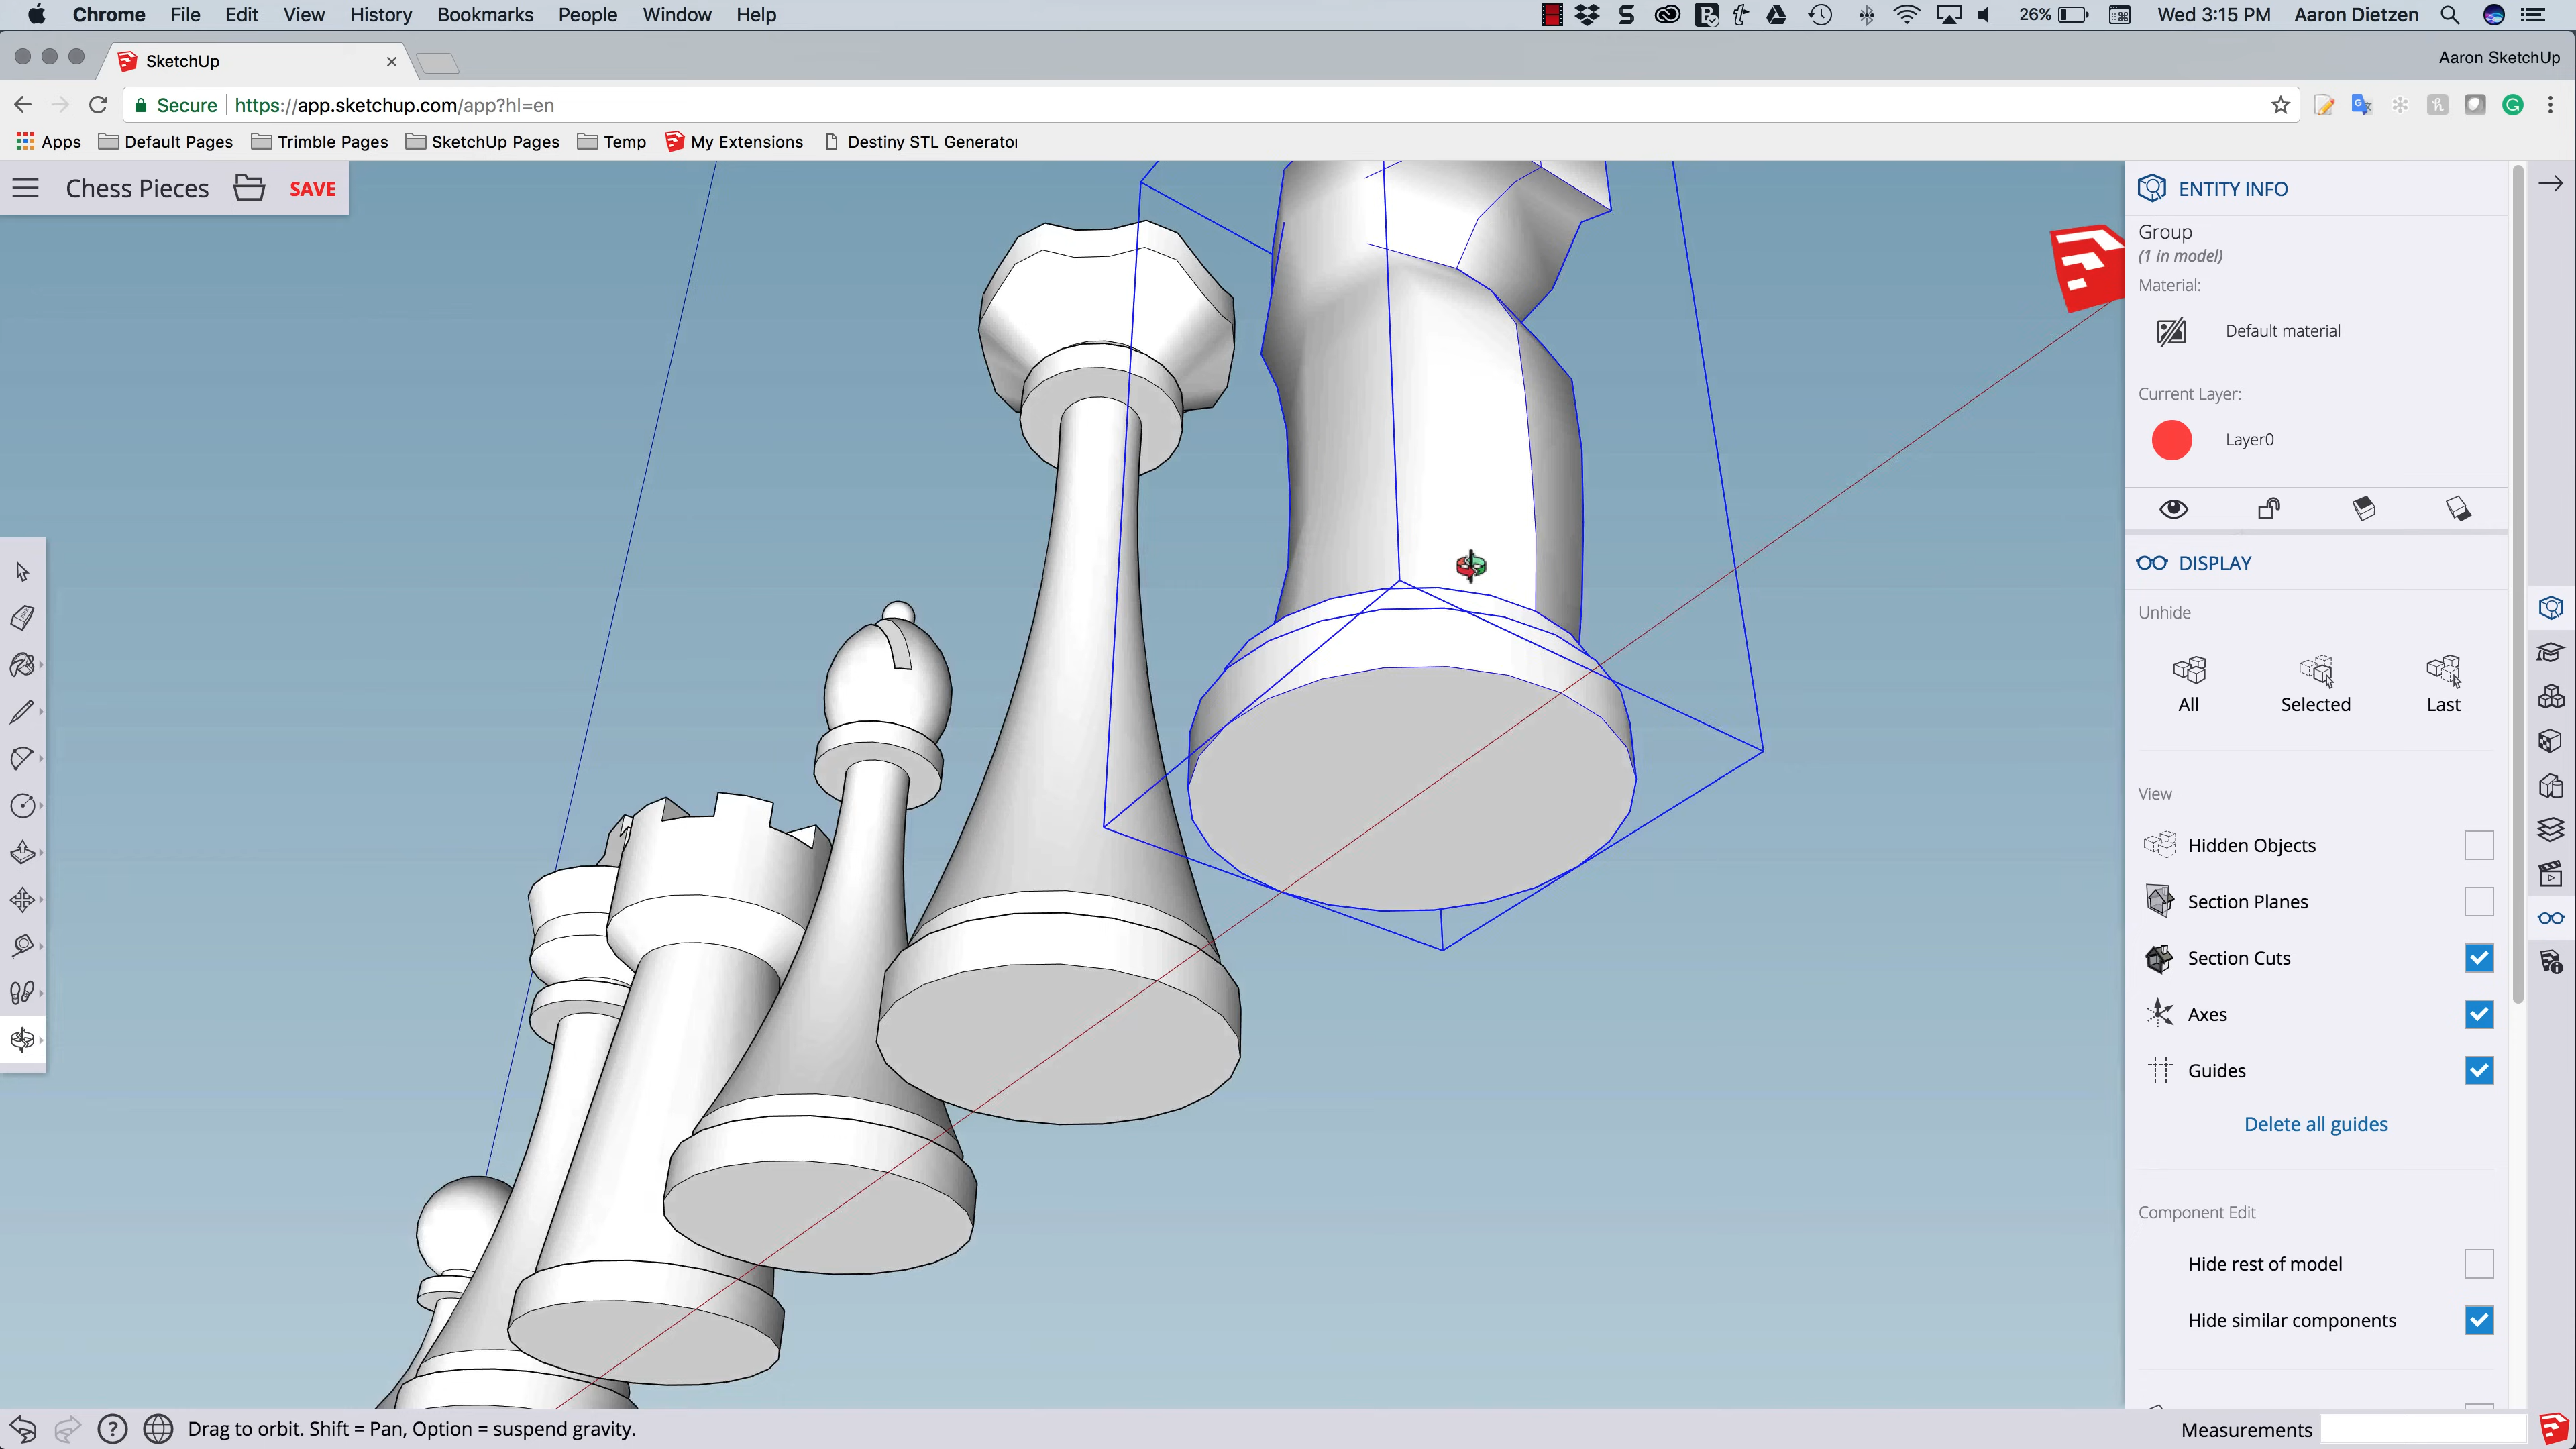 Chrome File Edit View History Bookmarks People Window Help 26% Wed 3:15 PM Aaron Dietzen
SketchUp Aaron SketchUp
Secure https://app.sketchup.com/app?hl=en
Apps Default Pages Trimble Pages SketchUp Pages Temp My Extensions Destiny STL Generator
Chess Pieces SAVE
ENTITY INFO
Group
(1 in model)
Material:
Default material
Current Layer:
Layer0
DISPLAY
Unhide
All Selected Last
View
Hidden Objects
Section Planes
Section Cuts
Axes
Guides
Delete all guides
Component Edit
Hide rest of model
Hide similar components
Drag to orbit. Shift = Pan, Option = suspend gravity. Measurements